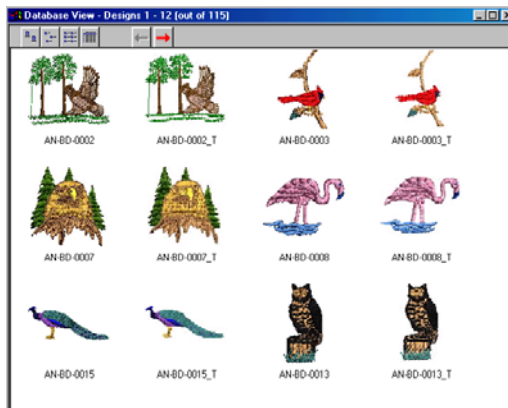 Database View - Designs 1 - 12 (out of 115)
AN-BD-0002 AN-BD-0002_T AN-BD-0003 AN-BD-0003_T
AN-BD-0007 AN-BD-0007_T AN-BD-0008 AN-BD-0008_T
AN-BD-0015 AN-BD-0015_T AN-BD-0013 AN-BD-0013_T